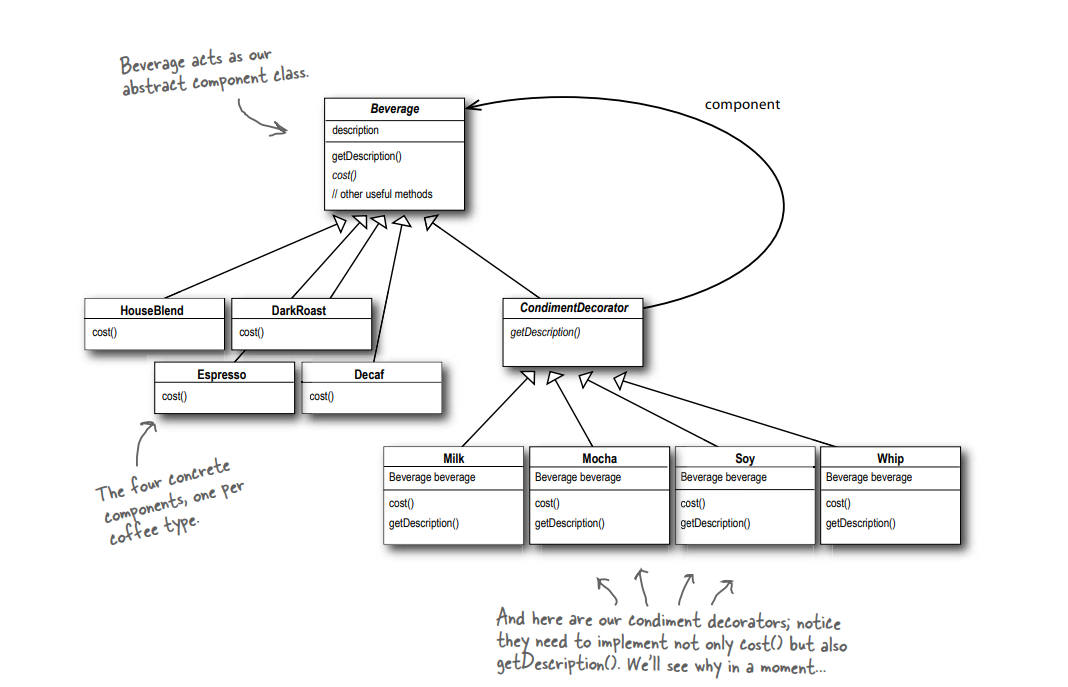 Beverage acts as our
abstract component class.
component
Beverage
description
getDescription()
cost()
// other useful methods
HouseBlend
cost()
DarkRoast
cost()
CondimentDecorator
getDescription()
Espresso
cost()
Decaf
cost()
The four concrete
components, one per
coffee type.
Milk
Beverage beverage
cost()
getDescription()
Mocha
Beverage beverage
cost()
getDescription()
Soy
Beverage beverage
cost()
getDescription()
Whip
Beverage beverage
cost()
getDescription()
And here are our condiment decorators; notice
they need to implement not only cost() but also
getDescription(). We'll see why in a moment...